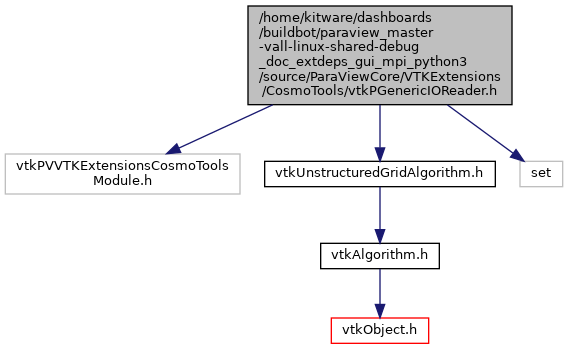 /home/kitware/dashboards
/buildbot/paraview_master
-vall-linux-shared-debug
_doc_extdeps_gui_mpi_python3
/source/ParaViewCore/VTKExtensions
/CosmoTools/vtkPGenericIOReader.h
vtkPVVTKExtensionsCosmoTools
Module.h
vtkUnstructuredGridAlgorithm.h
set
vtkAlgorithm.h
vtkObject.h